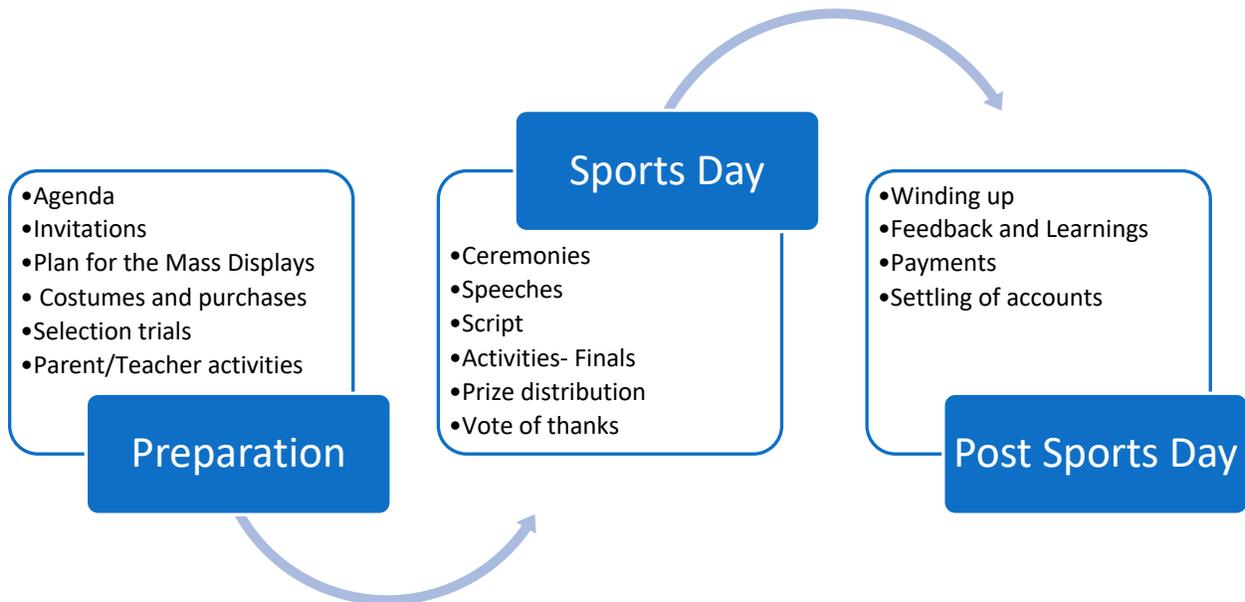 •Agenda
•Invitations
•Plan for the Mass Displays
• Costumes and purchases
•Selection trials
•Parent/Teacher activities
Preparation
Sports Day
•Ceremonies
•Speeches
•Script
•Activities- Finals
•Prize distribution
•Vote of thanks
•Winding up
•Feedback and Learnings
•Payments
•Settling of accounts
Post Sports Day